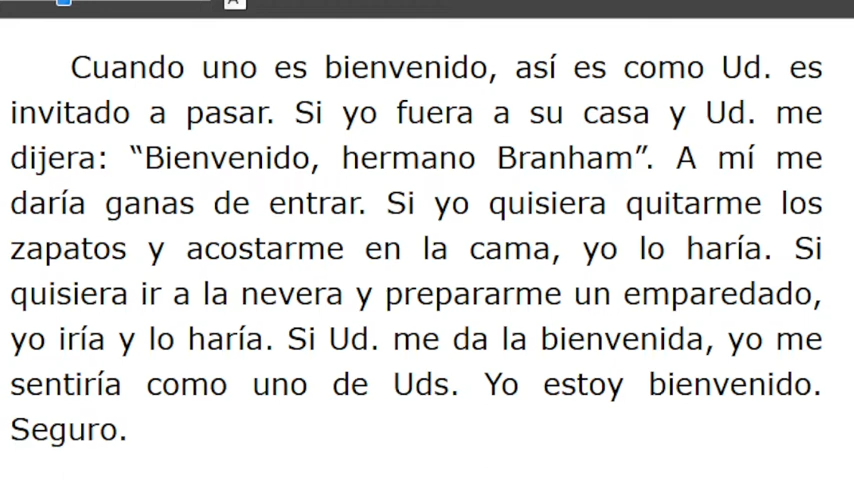 Cuando uno es bienvenido, así es como Ud. es
invitado a pasar. Si yo fuera a su casa y Ud. me
dijera: “Bienvenido, hermano Branham”. A mí me
daría ganas de entrar. Si yo quisiera quitarme los
zapatos y acostarme en la cama, yo lo haría. Si
quisiera ir a la nevera y prepararme un emparedado,
yo iría y lo haría. Si Ud. me da la bienvenida, yo me
sentiría como uno de Uds. Yo estoy bienvenido.
Seguro.